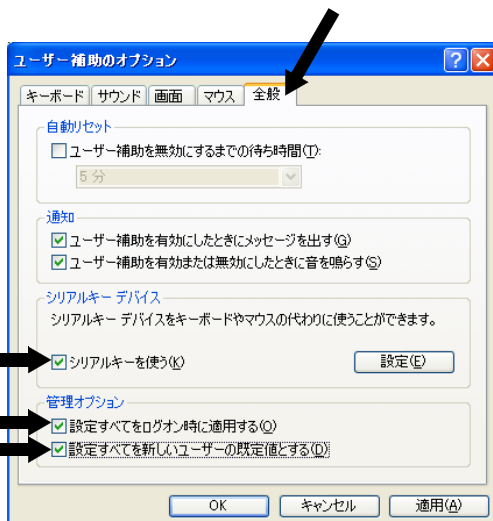 ユーザー補助のオプション
キーボード サウンド 画面 マウス 全般
自動リセット
ユーザー補助を無効にするまでの待ち時間(T):
5 分
通知
ユーザー補助を有効にしたときにメッセージを出す(G)
ユーザー補助を有効または無効にしたときに音を鳴らす(S)
シリアルキー デバイス
シリアルキー デバイスをキーボードやマウスの代わりに使うことができます。
シリアルキーを使う(K) 設定(E)
管理オプション
設定すべてをログオン時に適用する(O)
設定すべてを新しいユーザーの既定値とする(D)
OK キャンセル 適用(A)